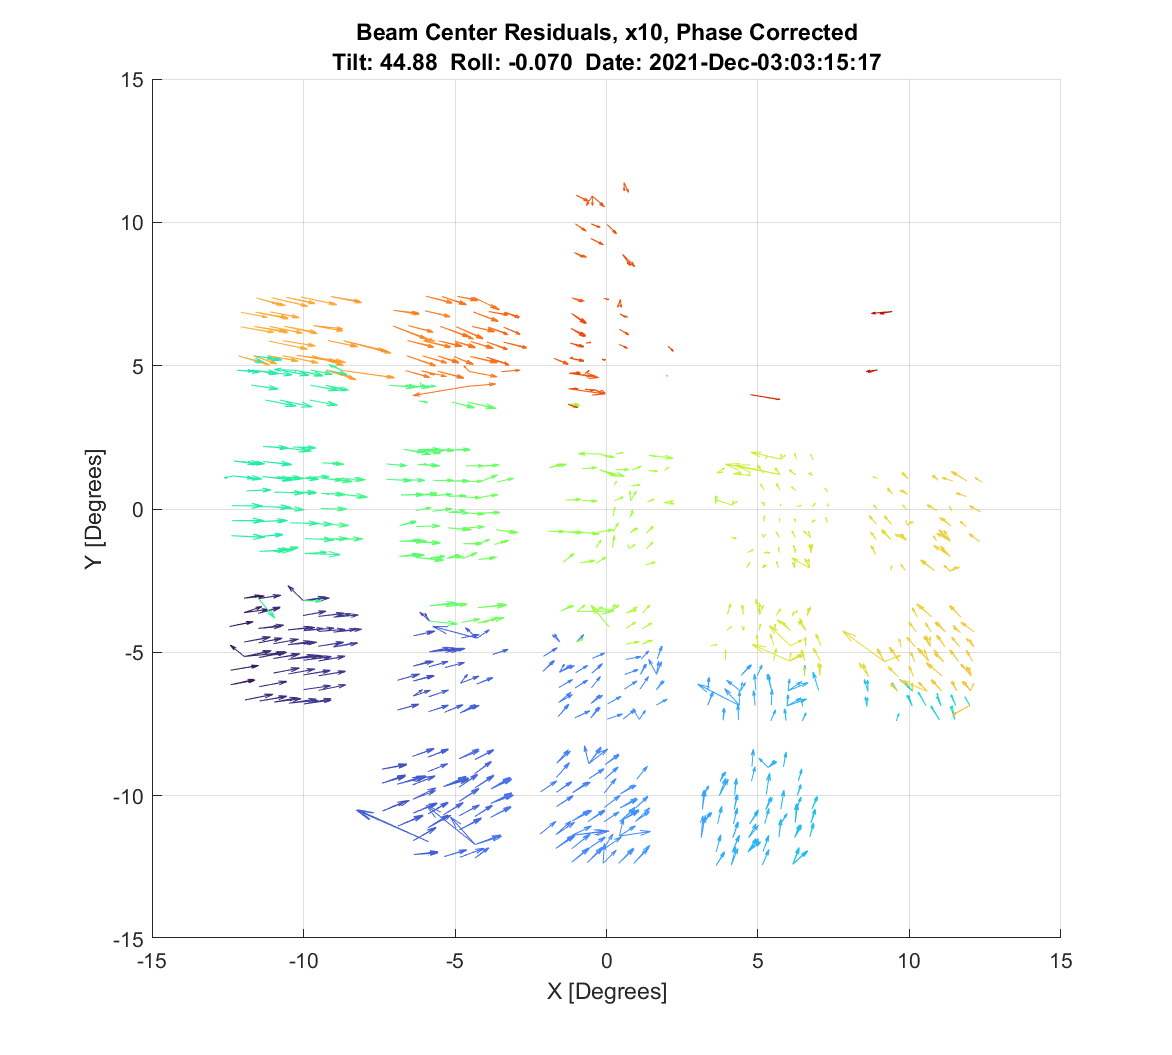 Beam Center Residuals, x10, Phase Corrected
Tilt: 44.88  Roll: -0.070  Date: 2021-Dec-03:03:15:17
15
10
5
0
-5
-10
-15
Y [Degrees]
-15 -10 -5 0 5 10 15
X [Degrees]